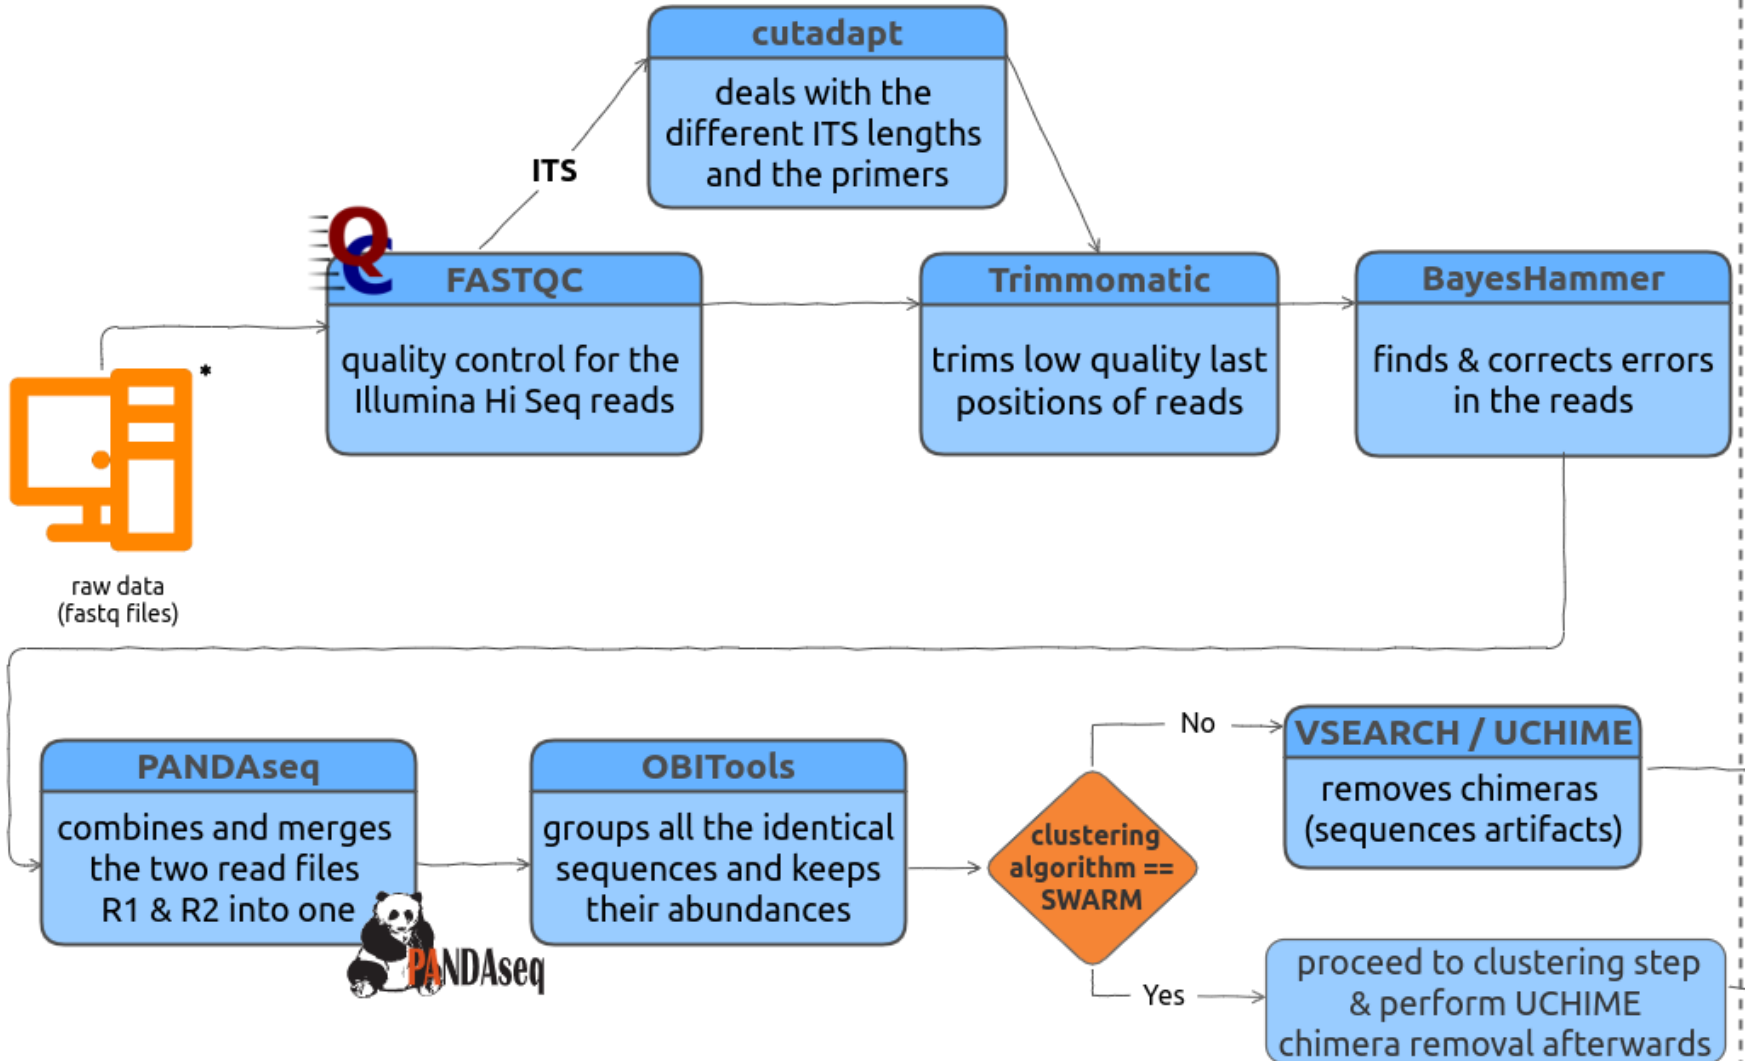 cutadapt
deals with the
different ITS lengths
and the primers
ITS
QC
FASTQC
quality control for the
Illumina Hi Seq reads
Trimmomatic
trims low quality last
positions of reads
BayesHammer
finds & corrects errors
in the reads
*
raw data
(fastq files)
PANDAseq
combines and merges
the two read files
R1 & R2 into one
PANDAseq
OBITools
groups all the identical
sequences and keeps
their abundances
clustering
algorithm ==
SWARM
No
VSEARCH / UCHIME
removes chimeras
(sequences artifacts)
Yes
proceed to clustering step
& perform UCHIME
chimera removal afterwards